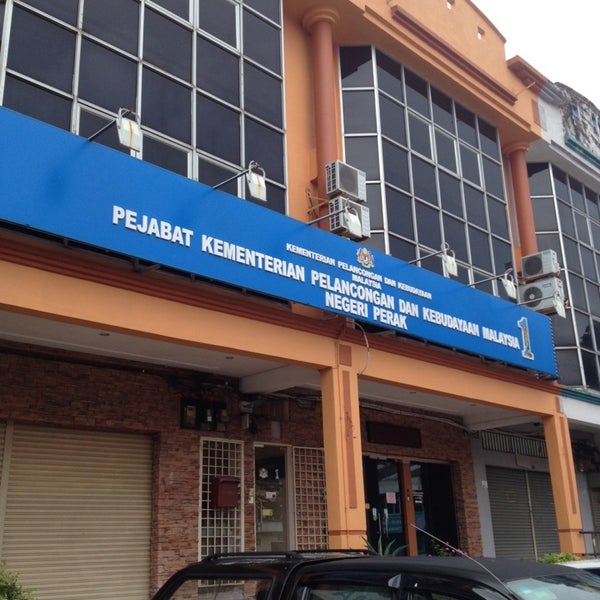 KEMENTERIAN PELANCONGAN DAN KEBUDAYAAN
MALAYSIA
PEJABAT KEMENTERIAN PELANCONGAN DAN KEBUDAYAAN MALAYSIA
NEGERI PERAK
1